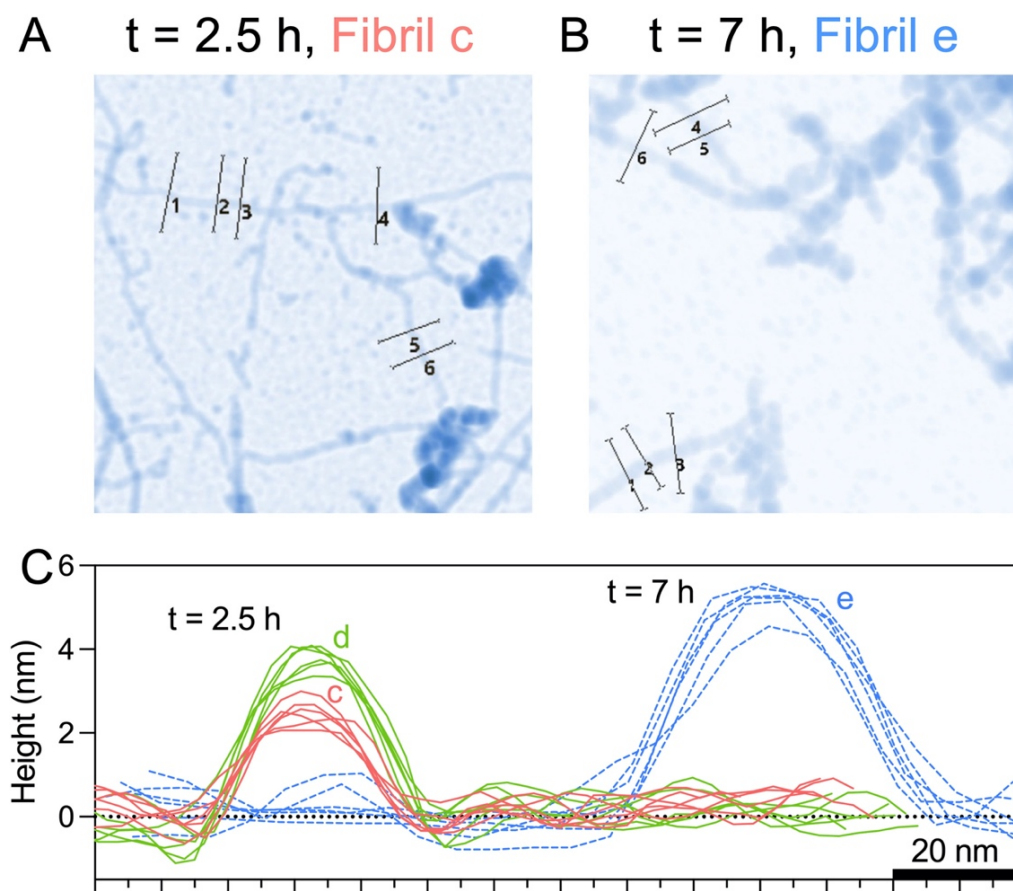 A t = 2.5 h, Fibril c
B t = 7 h, Fibril e
1 2 3 4
5
6
4
5
6
1 2 3
C
6
t = 7 h
e
t = 2.5 h
d
4
c
2
0
Height (nm)
20 nm